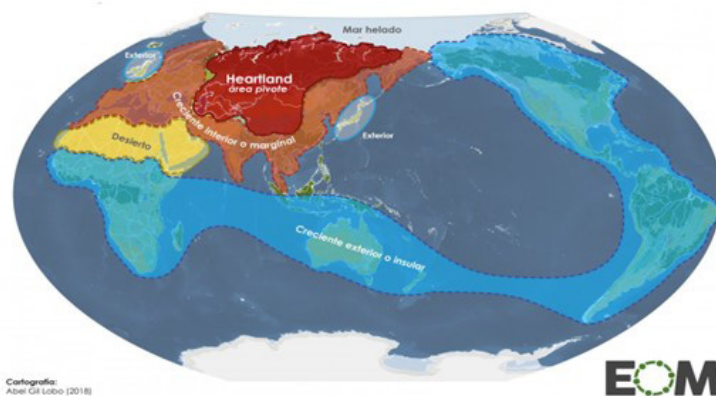 Mar helado
Exterior
Heartland
área pivote
Creciente interior o marginal
Exterior
Desierto
Creciente exterior o insular
Cartografía:
Abel Gil Lobo (2018)
EOM